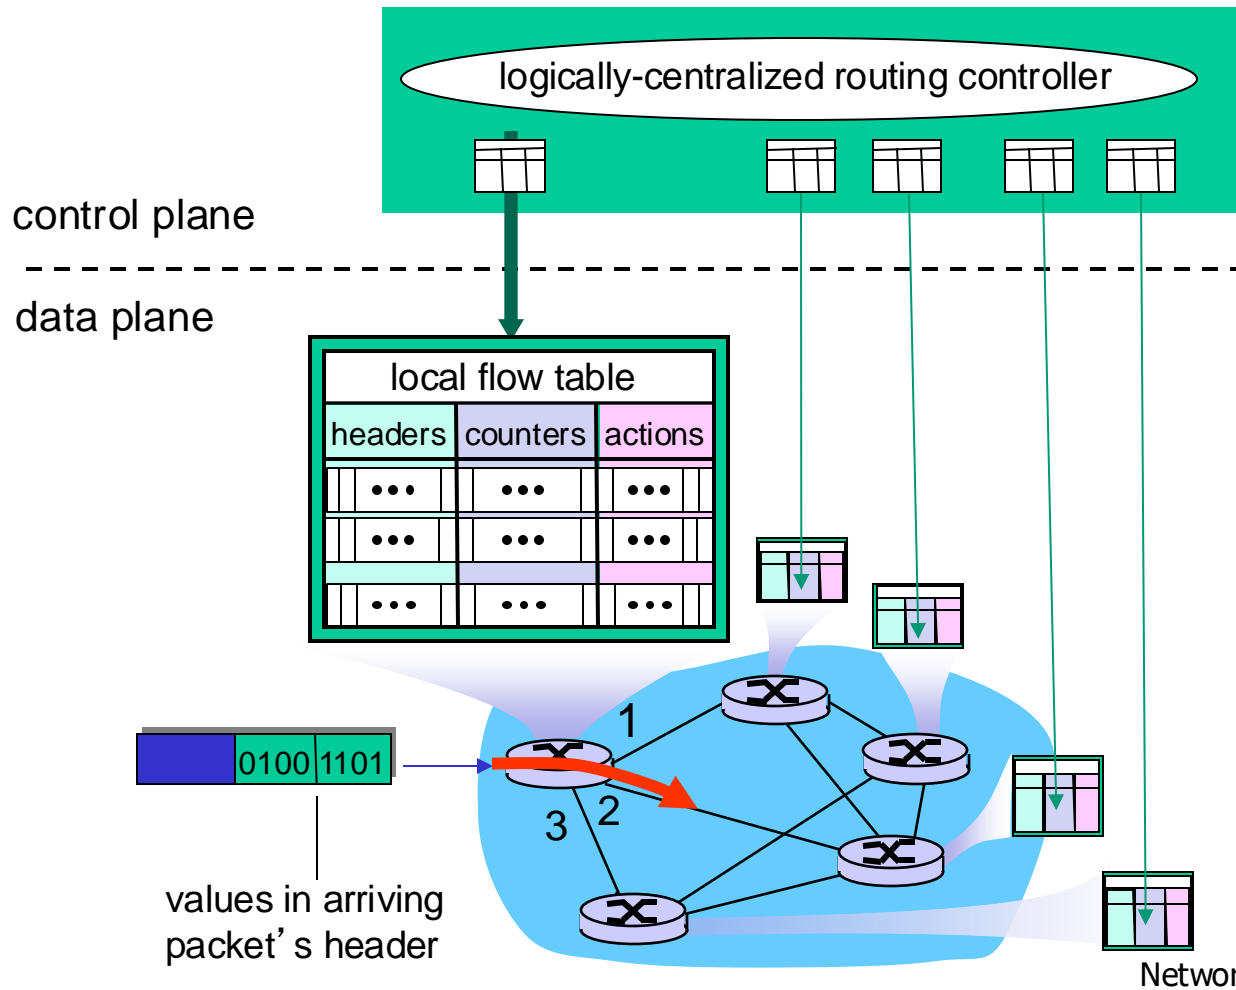 logically-centralized routing controller
control plane
data plane
local flow table
headers counters actions
1
0100 1101
2
3
values in arriving
packet’s header
Networ